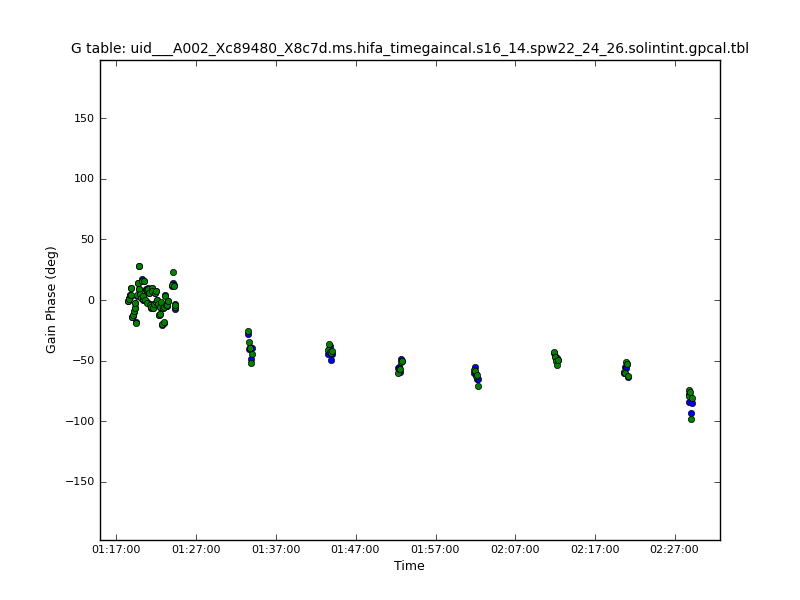 G table: uid___A002_Xc89480_X8c7d.ms.hifa_timegaincal.s16_14.spw22_24_26.solintint.gpcal.tbl
150
100
50
0
−50
−100
−150
Gain Phase (deg)
01:17:00 01:27:00 01:37:00 01:47:00 01:57:00 02:07:00 02:17:00 02:27:00
Time